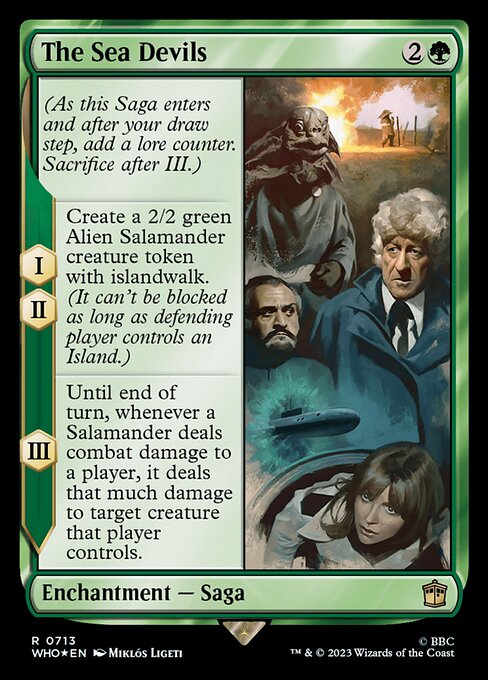 The Sea Devils 2
(As this Saga enters
and after your draw
step, add a lore counter.
Sacrifice after III.)
I
II
Create a 2/2 green
Alien Salamander
creature token
with islandwalk.
(It can't be blocked
as long as defending
player controls an
Island.)
III
Until end of
turn, whenever a
Salamander deals
combat damage to
a player, it deals
that much damage
to target creature
that player
controls.
Enchantment — Saga
R 0713
WHO★EN Miklós Ligeti
© BBC
™ & © 2023 Wizards of the Coast